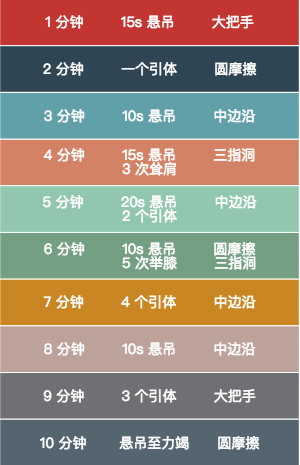 1 分钟 15s 悬吊 大把手
2 分钟 一个引体 圆摩擦
3 分钟 10s 悬吊 中边沿
4 分钟 15s 悬吊 三指洞
3 次耸肩
5 分钟 20s 悬吊 中边沿
2 个引体
6 分钟 10s 悬吊 圆摩擦
5 次举膝 三指洞
7 分钟 4 个引体 中边沿
8 分钟 10s 悬吊 中边沿
9 分钟 3 个引体 大把手
10 分钟 悬吊至力竭 圆摩擦